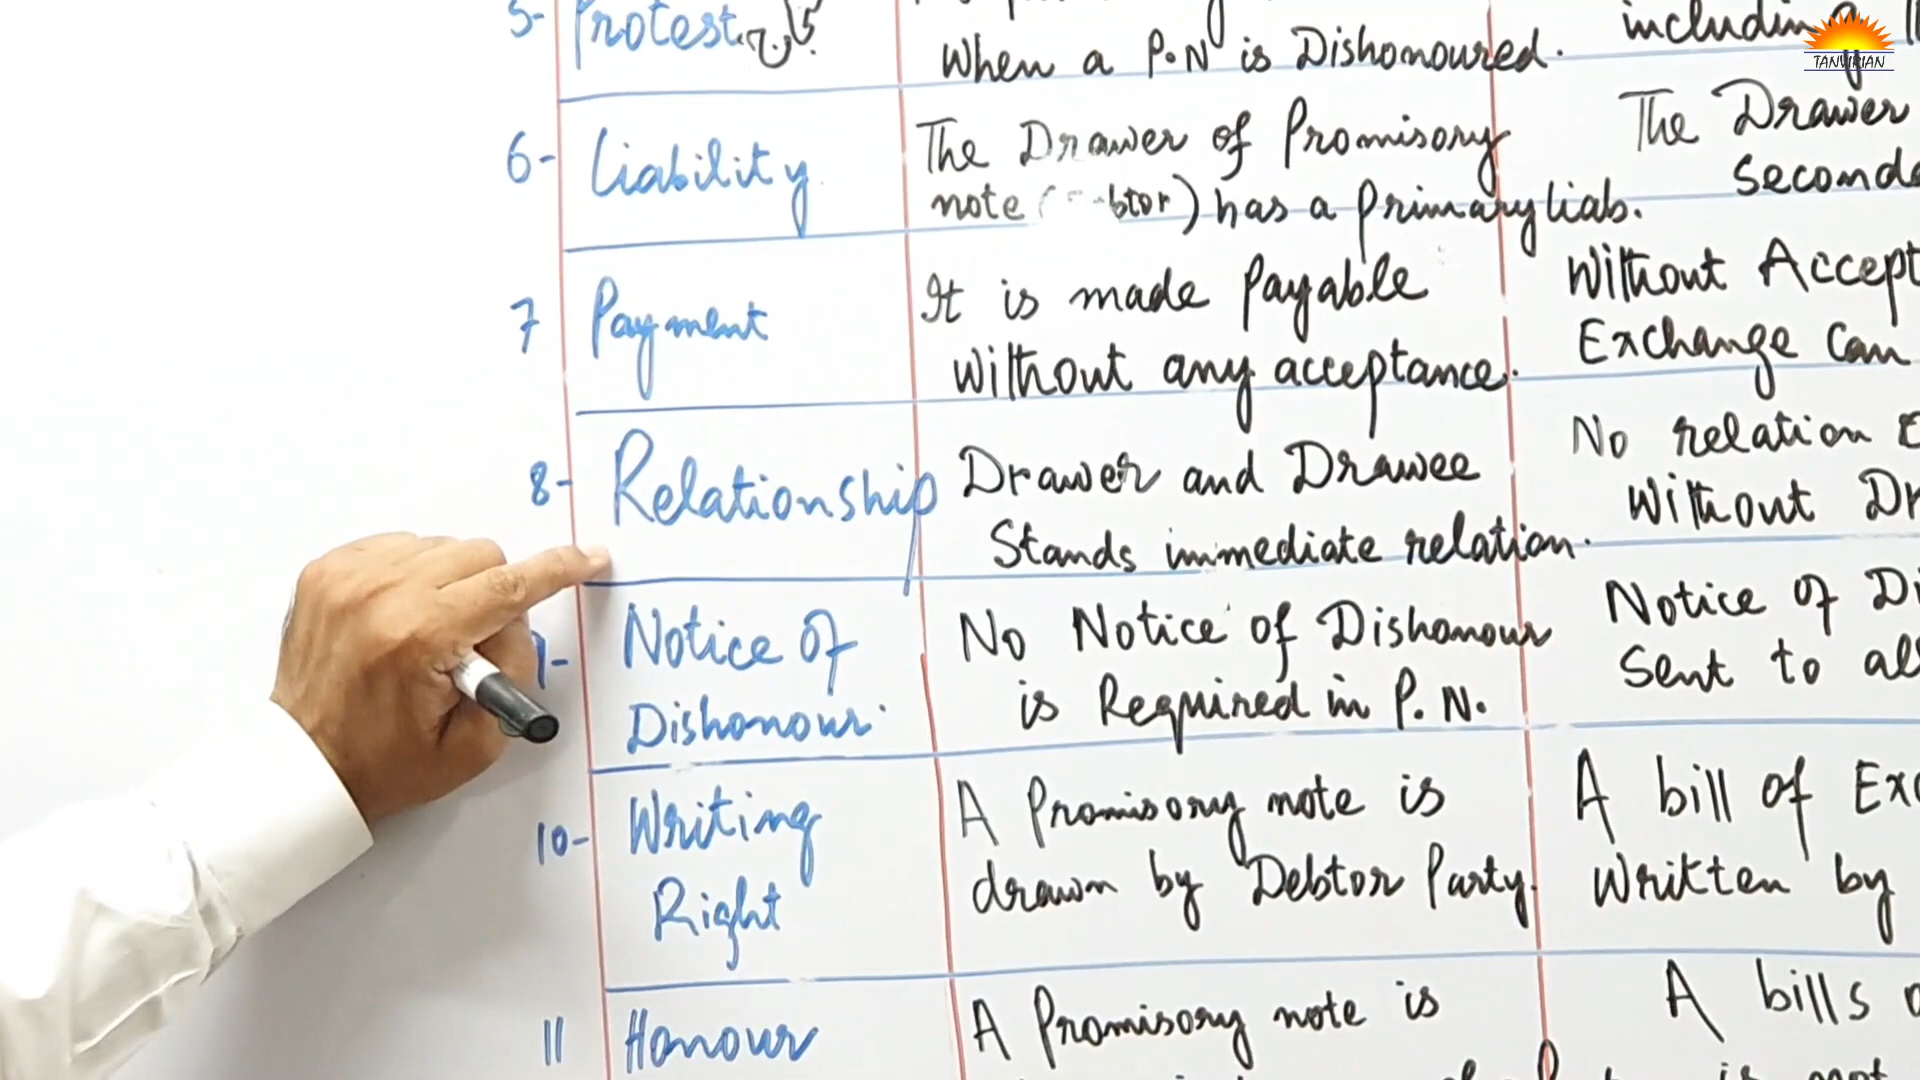 5- Protest
When a P.N is Dishonoured.
including
TANVIRIAN
6- Liability
The Drawer of Promisory
note ( btor) has a Primary liab.
The Drawer
Seconda
7 Payment
It is made Payable
Without any acceptance.
Without Accept
Exchange Can
8- Relationship
Drawer and Drawee
Stands immediate relation.
No relation E
Without Dr
Notice Of
Dishonour
No Notice of Dishonour
is Required in P.N.
Notice Of Di
Sent to al
10- Writing
Right
A Promisory note is
drawn by Debtor Party.
A bill of Exc
Written by
11 Honour
A Promisory note is
A bills o